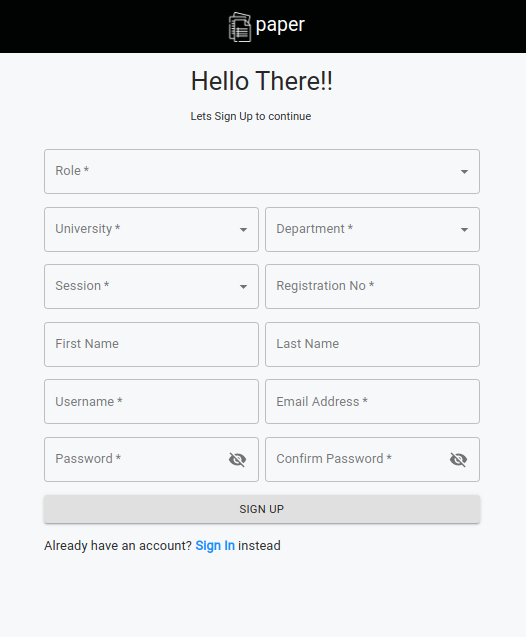 paper
Hello There!!
Lets Sign Up to continue
Role *
University * Department *
Session * Registration No *
First Name Last Name
Username * Email Address *
Password * Confirm Password *
SIGN UP
Already have an account? Sign In instead